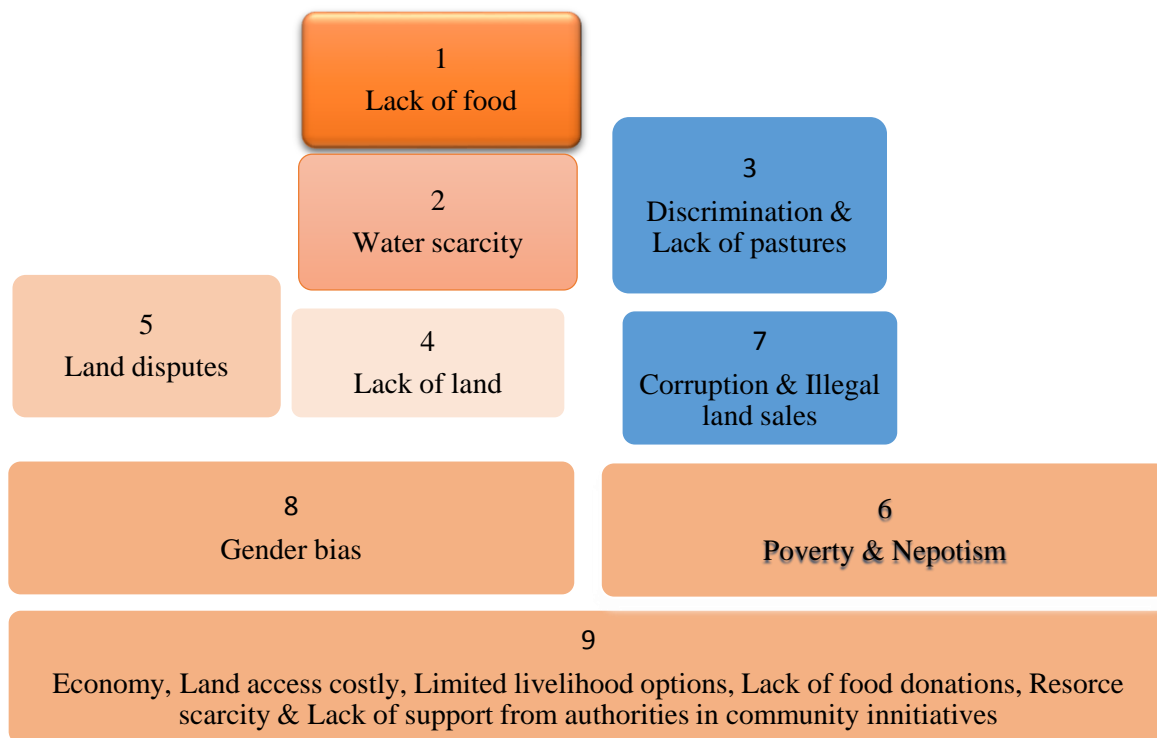 1
Lack of food
2
Water scarcity
3
Discrimination &
Lack of pastures
5
Land disputes
4
Lack of land
7
Corruption & Illegal
land sales
8
Gender bias
6
Poverty & Nepotism
9
Economy, Land access costly, Limited livelihood options, Lack of food donations, Resorce
scarcity & Lack of support from authorities in community innitiatives